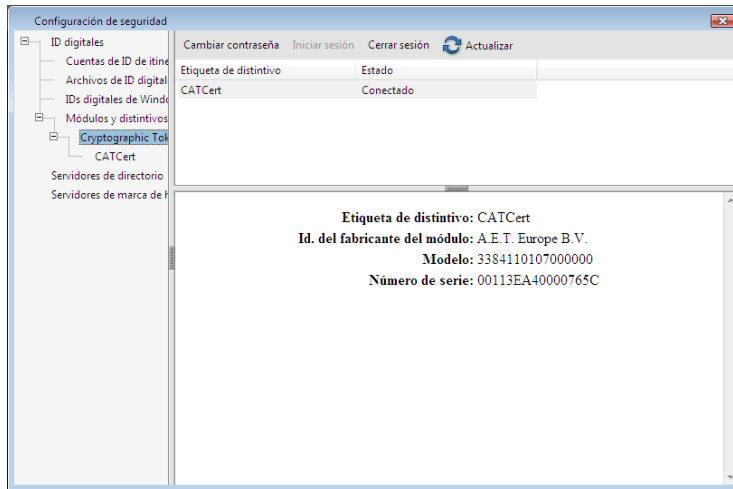 Configuración de seguridad
ID digitales
Cuentas de ID de itine
Archivos de ID digital
IDs digitales de Windo
Módulos y distintivos
Cryptographic Tok
CATCert
Servidores de directorio
Servidores de marca de h
Cambiar contraseña Iniciar sesión Cerrar sesión Actualizar
Etiqueta de distintivo Estado
CATCert Conectado
Etiqueta de distintivo: CATCert
Id. del fabricante del módulo: A.E.T. Europe B.V.
Modelo: 3384110107000000
Número de serie: 00113EA40000765C